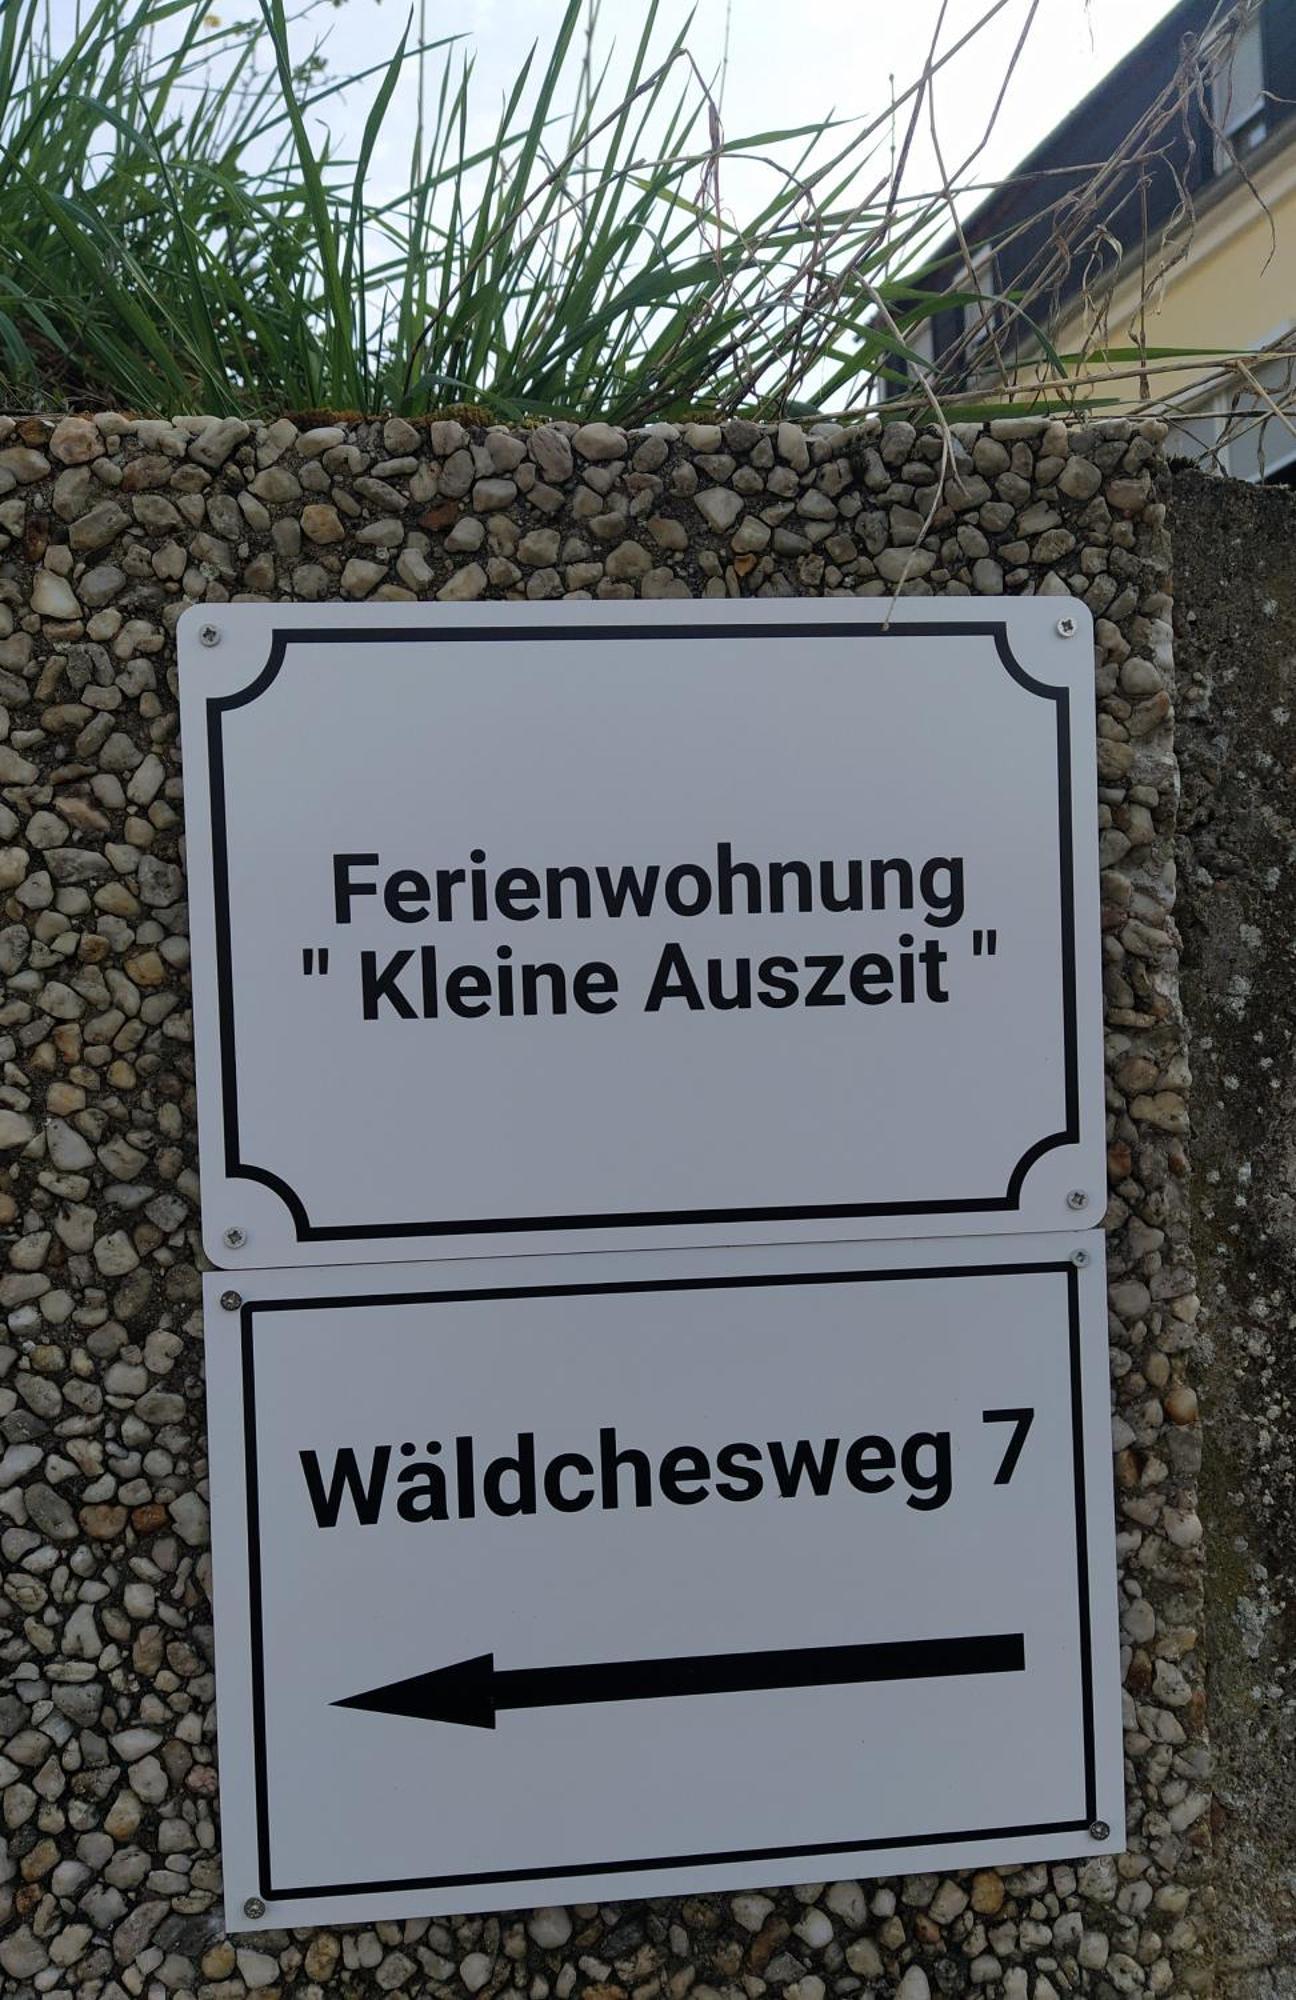 Ferienwohnung
" Kleine Auszeit "
Wäldchesweg 7